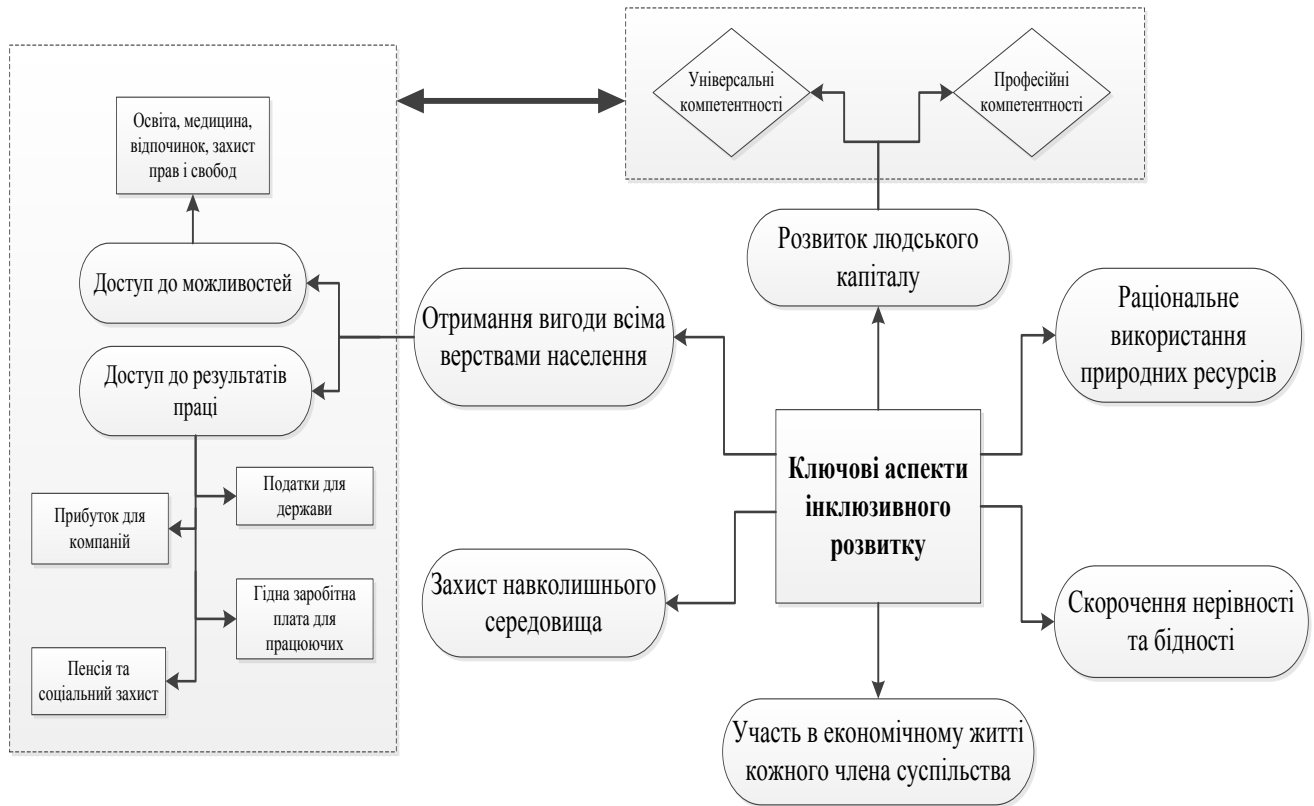 Універсальні
компетентності
Професійні
компетентності
Освіта, медицина,
відпочинок, захист
прав і свобод
Розвиток людського
капіталу
Доступ до можливостей
Отримання вигоди всіма
верствами населення
Раціональне
використання
природних ресурсів
Доступ до результатів
праці
Ключові аспекти
інклюзивного
розвитку
Податки для
держави
Прибуток для
компаній
Захист навколишнього
середовища
Гідна заробітна
плата для
працюючих
Скорочення нерівності
та бідності
Пенсія та
соціальний захист
Участь в економічному житті
кожного члена суспільства